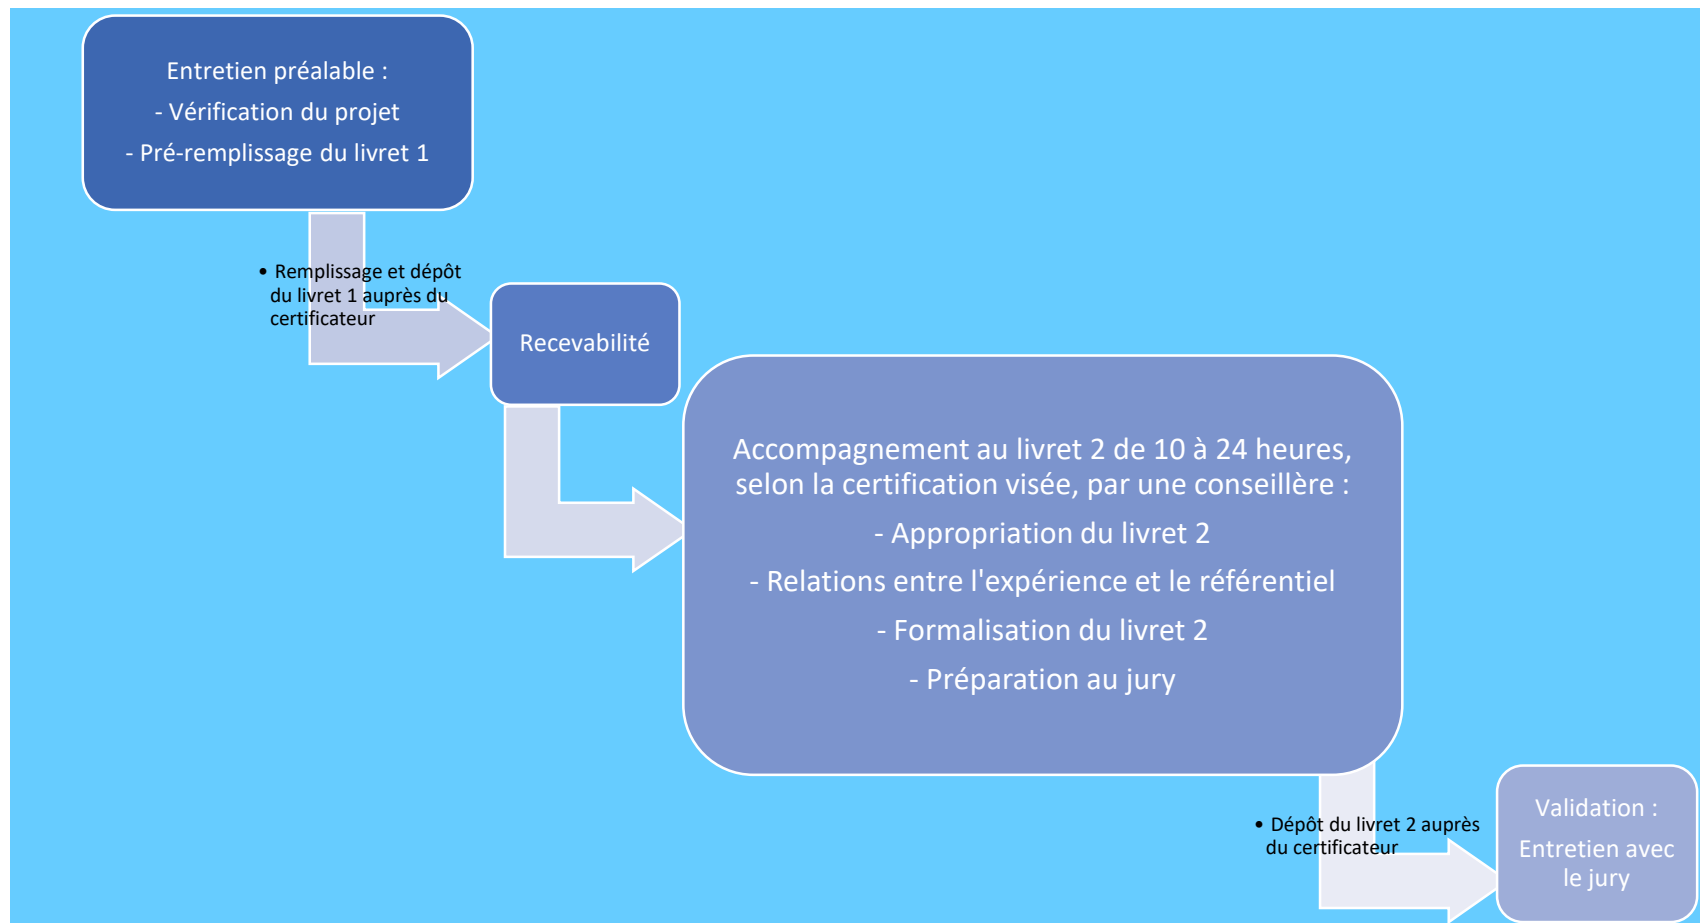 Entretien préalable :
- Vérification du projet
- Pré-remplissage du livret 1
• Remplissage et dépôt
du livret 1 auprès du
certificateur
Recevabilité
Accompagnement au livret 2 de 10 à 24 heures,
selon la certification visée, par une conseillère :
- Appropriation du livret 2
- Relations entre l'expérience et le référentiel
- Formalisation du livret 2
- Préparation au jury
• Dépôt du livret 2 auprès
du certificateur
Validation :
Entretien avec
le jury